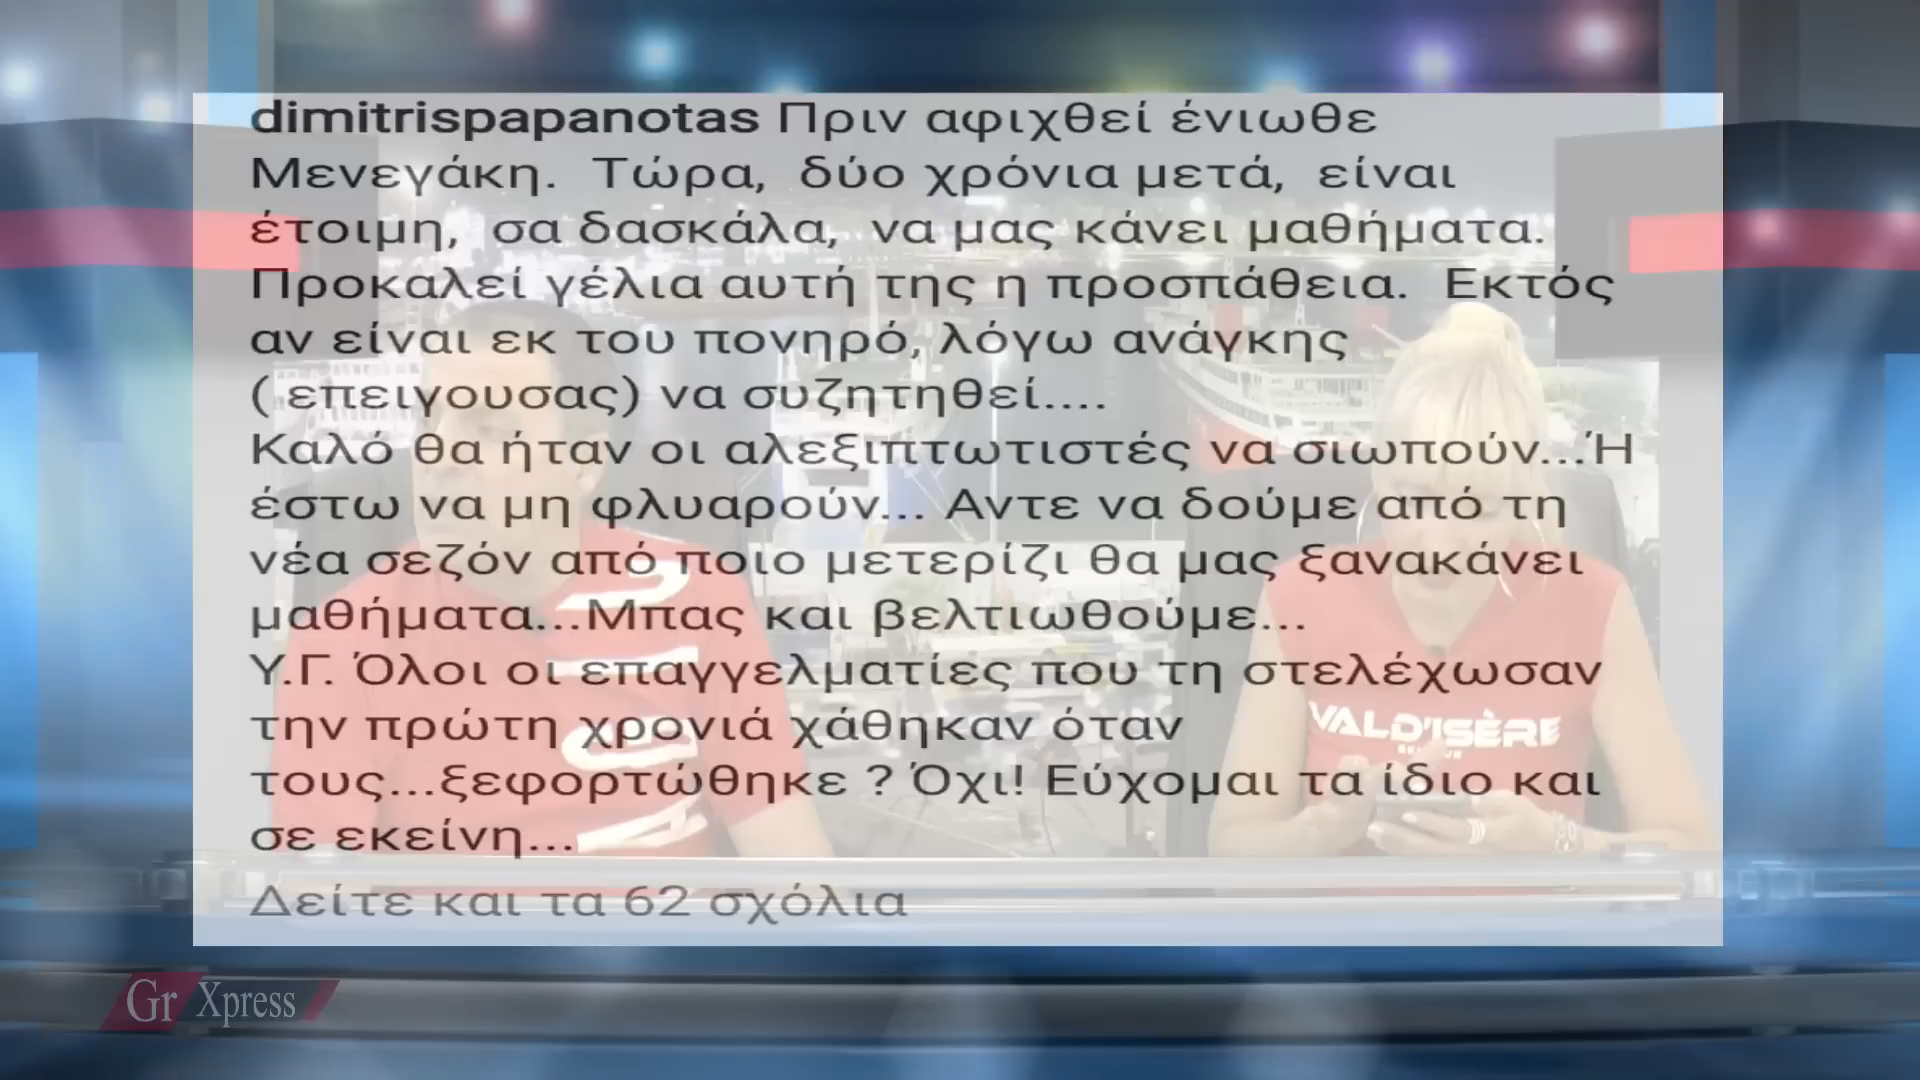 dimitrispapanotas Πριν αφιχθεί ένιωθε
Μενεγάκη. Τώρα, δύο χρόνια μετά, είναι
έτοιμη, σα δασκάλα, να μας κάνει μαθήματα.
Προκαλεί γέλια αυτή της η προσπάθεια. Εκτός
αν είναι εκ του πονηρό, λόγω ανάγκης
( επειγουσας) να συζητηθεί....
Καλό θα ήταν οι αλεξιπτωτιστές να σιωπούν...Ή
έστω να μη φλυαρούν... Αντε να δούμε από τη
νέα σεζόν από ποιο μετερίζι θα μας ξανακάνει
μαθήματα...Μπας και βελτιωθούμε...
Υ.Γ. Όλοι οι επαγγελματίες που τη στελέχωσαν
την πρώτη χρονιά χάθηκαν όταν
τους...ξεφορτώθηκε ? Όχι! Εύχομαι τα ίδιο και
σε εκείνη...
Δείτε και τα 62 σχόλια
VALD'ISÈRE
Gr Xpress